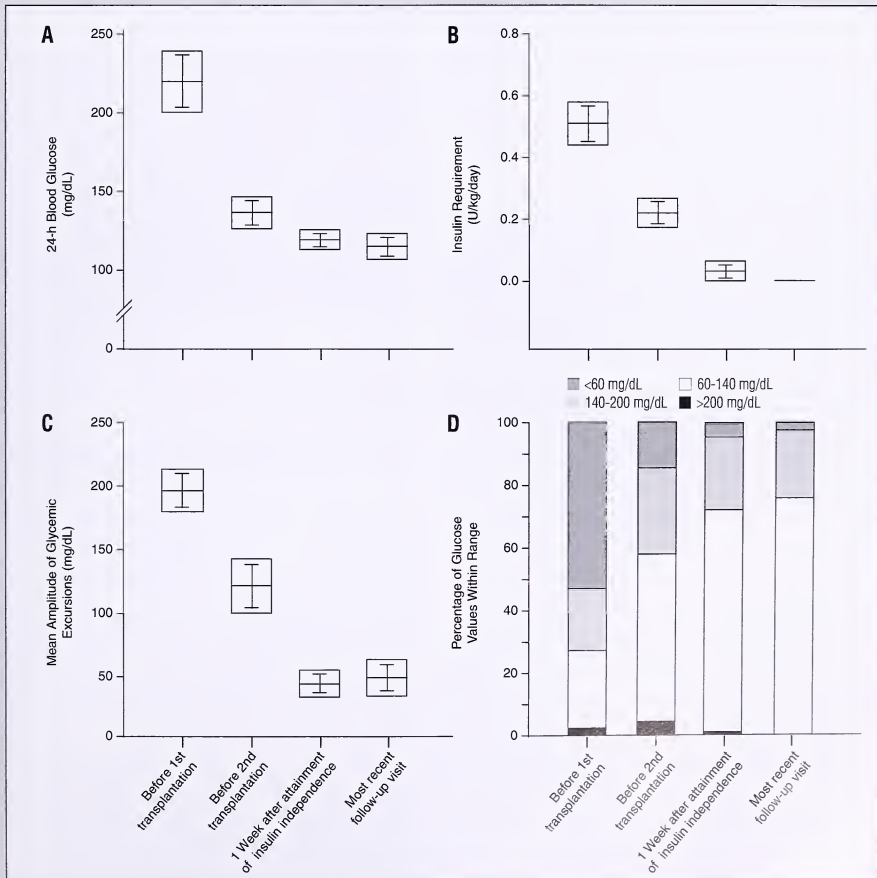 A
250
200
150
100
0
24-h Blood Glucose
(mg/dL)
B
0.8
0.6
0.4
0.2
0.0
Insulin Requirement
(U/kg/day)
C
250
200
150
100
50
0
Mean Amplitude of Glycemic
Excursions (mg/dL)
Before 1st
transplantation
Before 2nd
transplantation
1 Week after attainment
of insulin independence
Most recent
follow-up visit
D
<60 mg/dL 60-140 mg/dL
140-200 mg/dL >200 mg/dL
100
80
60
40
20
0
Percentage of Glucose
Values Within Range
Before 1st
transplantation
Before 2nd
transplantation
1 Week after attainment
of insulin independence
Most recent
follow-up visit